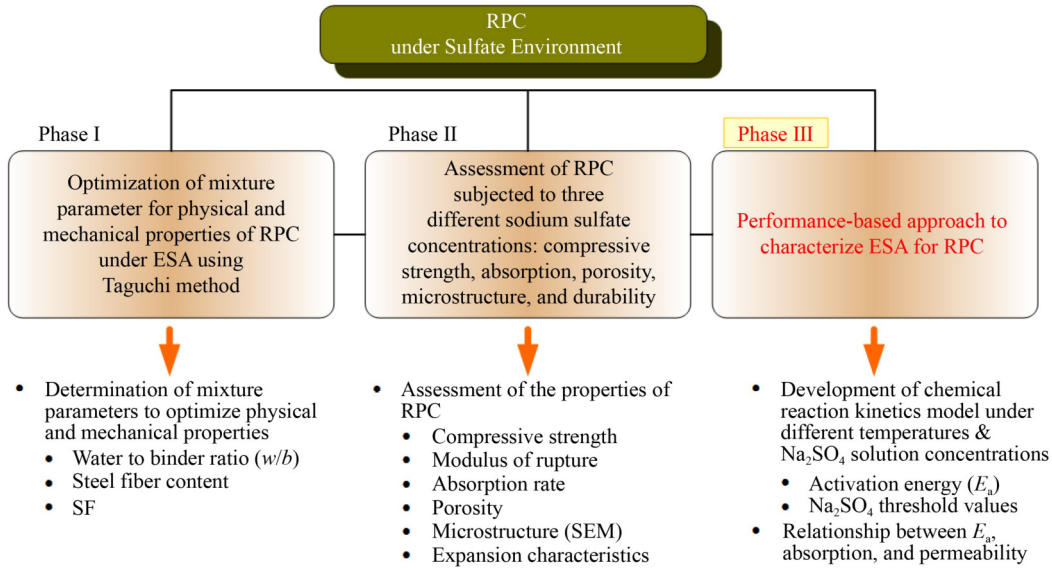 RPC
under Sulfate Environment
Phase I
Optimization of mixture
parameter for physical and
mechanical properties of RPC
under ESA using
Taguchi method
• Determination of mixture
parameters to optimize physical
and mechanical properties
• Water to binder ratio (w/b)
• Steel fiber content
• SF
Phase II
Assessment of RPC
subjected to three
different sodium sulfate
concentrations: compressive
strength, absorption, porosity,
microstructure, and durability
• Assessment of the properties of
RPC
• Compressive strength
• Modulus of rupture
• Absorption rate
• Porosity
• Microstructure (SEM)
• Expansion characteristics
Phase III
Performance-based approach to
characterize ESA for RPC
• Development of chemical
reaction kinetics model under
different temperatures &
Na₂SO₄ solution concentrations
• Activation energy (Eₐ)
• Na₂SO₄ threshold values
• Relationship between Eₐ,
absorption, and permeability